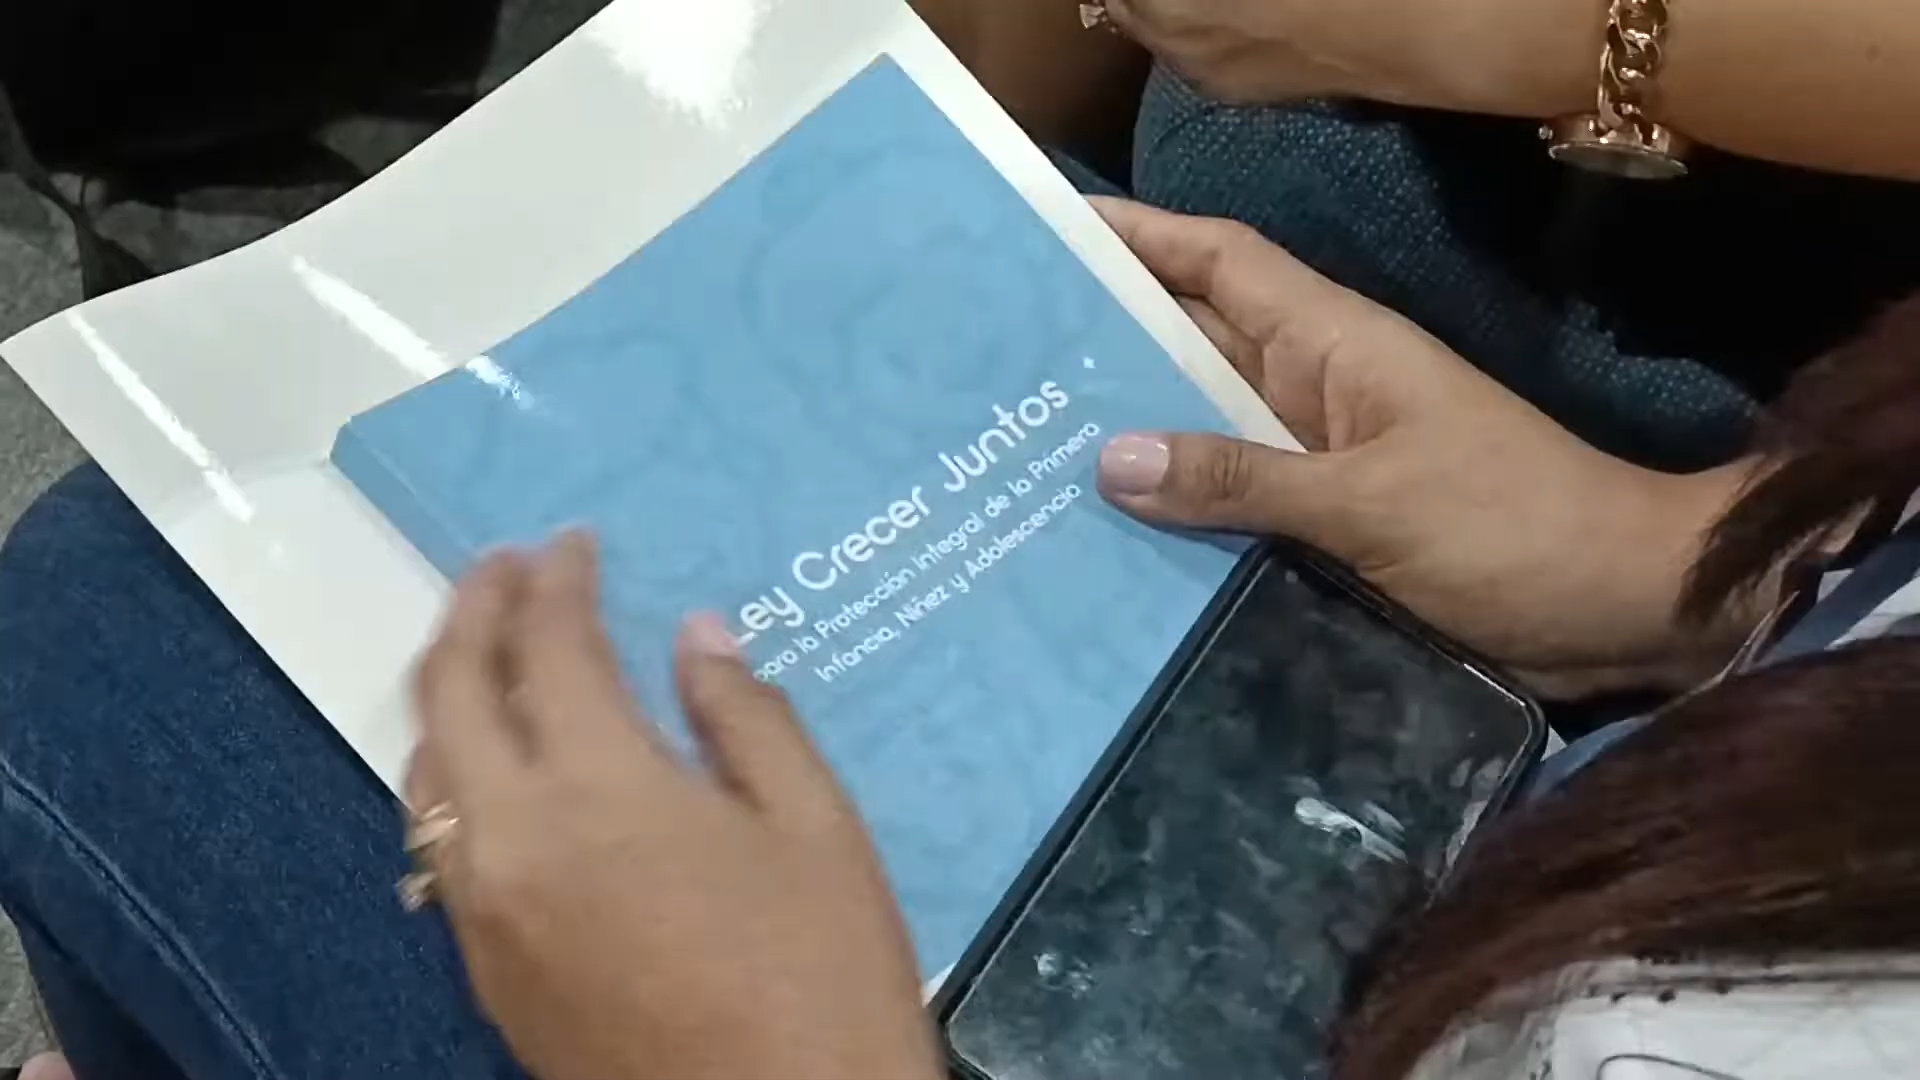 Ley Crecer Juntos
para la Protección Integral de la Primera
Infancia, Niñez y Adolescencia